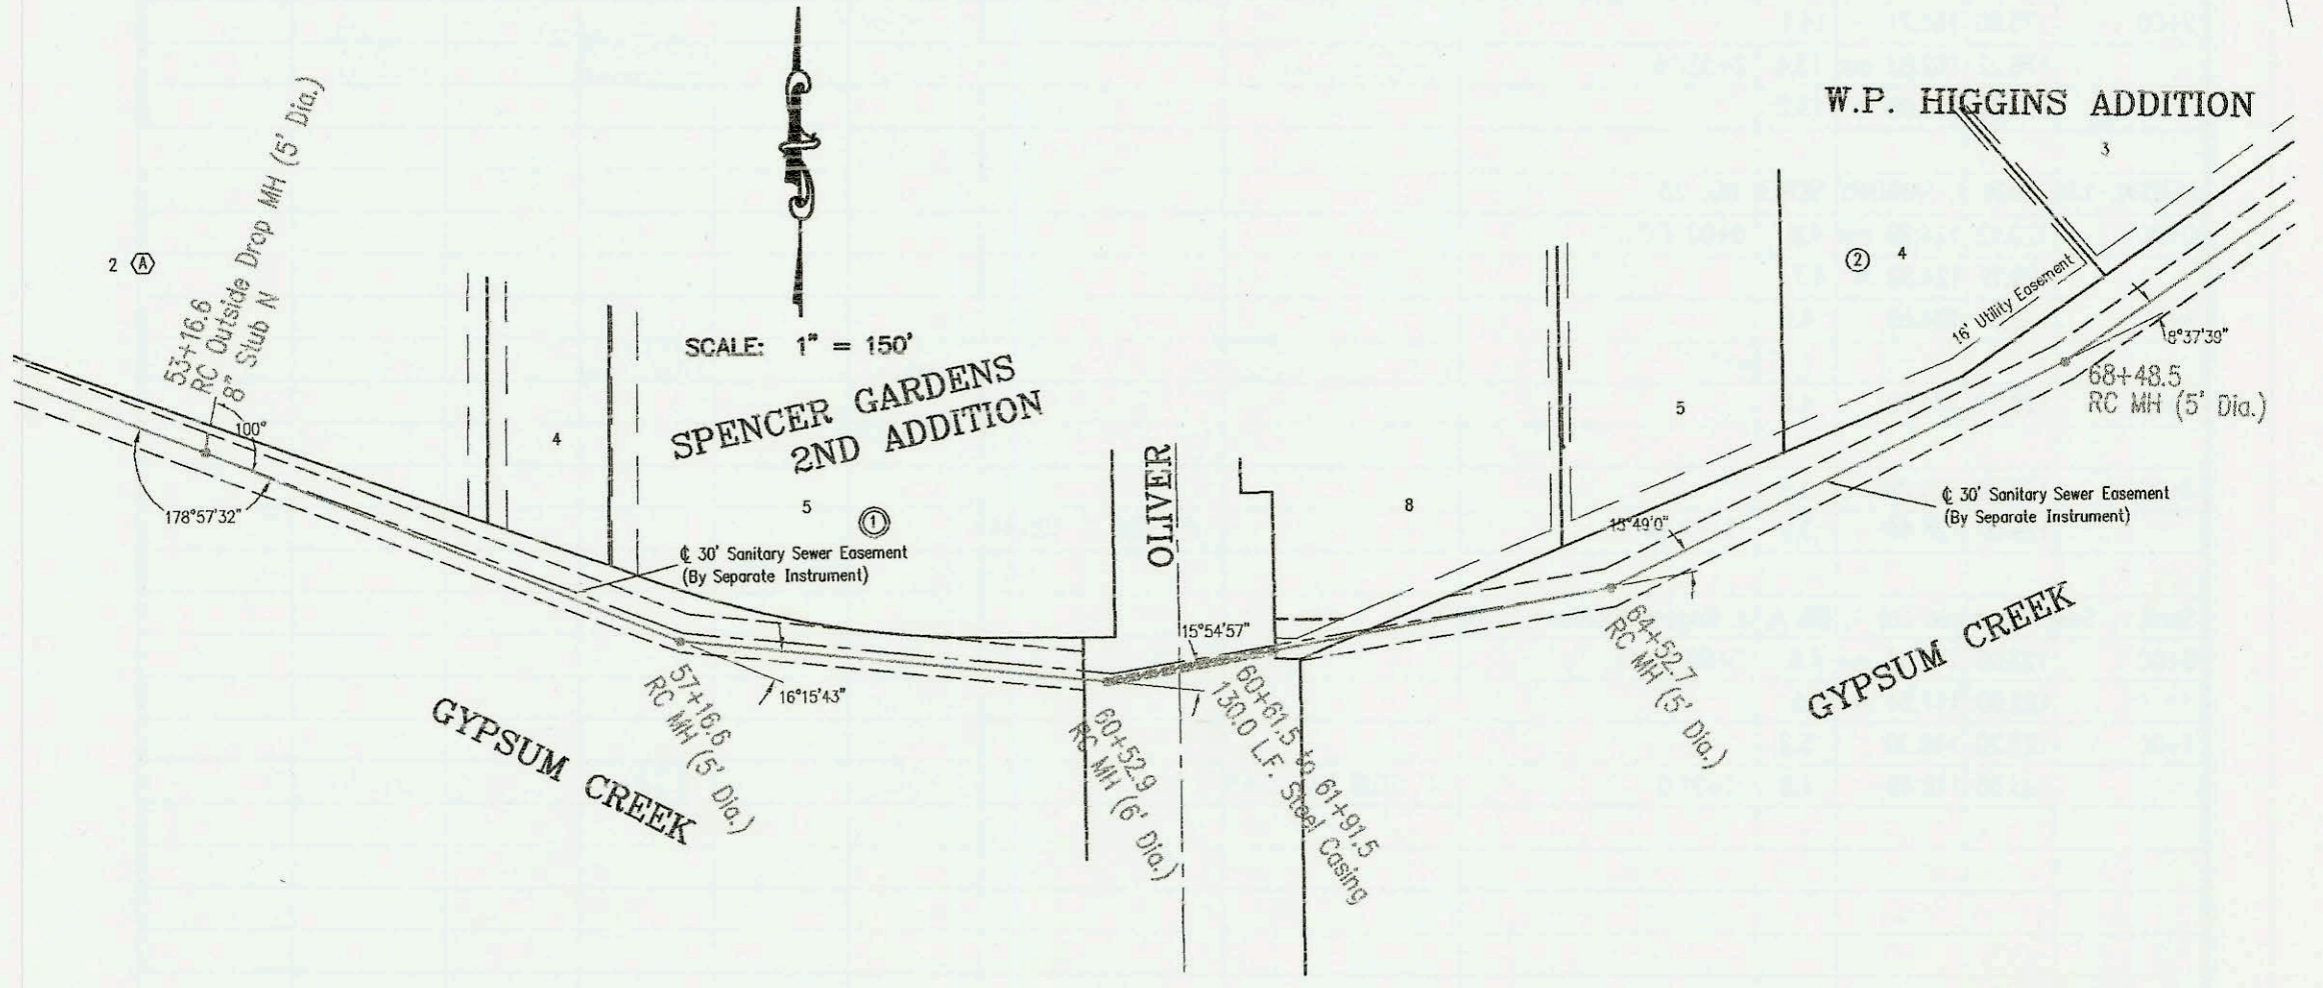 W.P. HIGGINS ADDITION
3
2 A
53+16.6
RC Outside Drop MH (5' Dia.)
8" Stub N
100°
178°57'32"
4
SCALE: 1" = 150'
SPENCER GARDENS
2ND ADDITION
5
1
℄ 30' Sanitary Sewer Easement
(By Separate Instrument)
OLIVER
8
5
2 4
16' Utility Easement
8°37'39"
68+48.5
RC MH (5' Dia.)
℄ 30' Sanitary Sewer Easement
(By Separate Instrument)
15°54'57"
16°15'43"
57+16.6
RC MH (5' Dia.)
60+52.9
RC MH (6' Dia.)
60+61.5 to 61+91.5
130.0 L.F. Steel Casing
64+52.7
RC MH (5' Dia.)
GYPSUM CREEK
GYPSUM CREEK